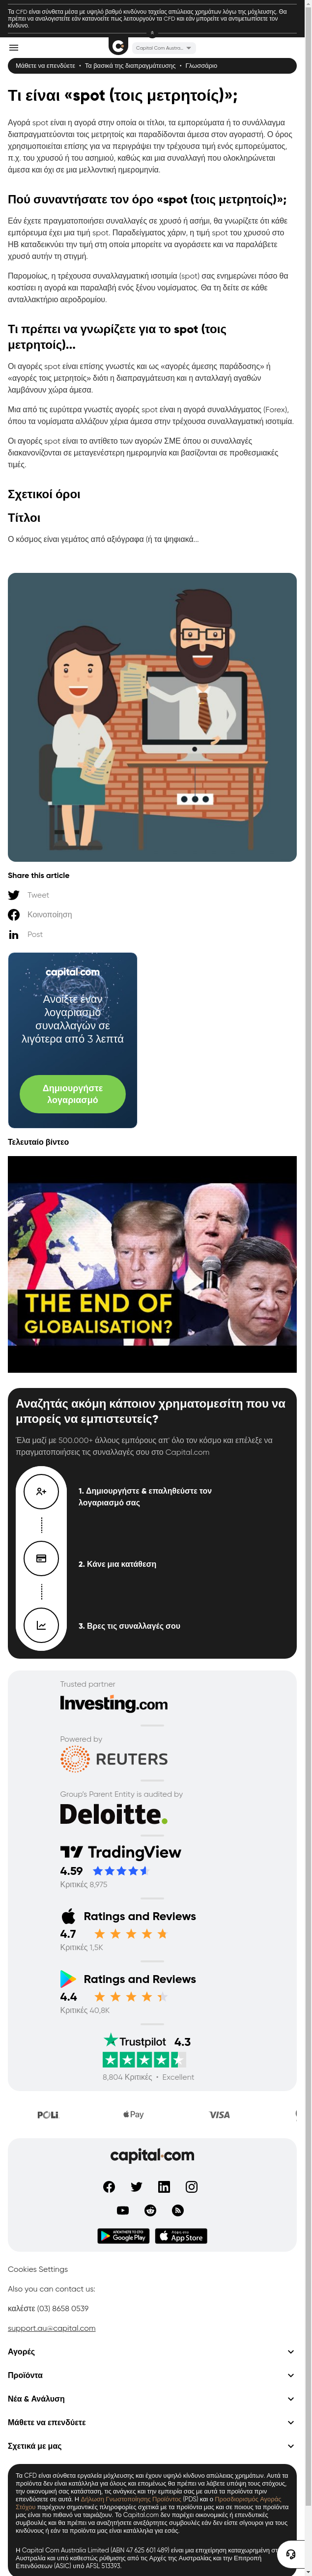 Τα CFD είναι σύνθετα μέσα με υψηλό βαθμό κινδύνου ταχείας απώλειας χρημάτων λόγω της μόχλευσης. Θα
πρέπει να αναλογιστείτε εάν κατανοείτε πως λειτουργούν τα CFD και εάν μπορείτε να αντιμετωπίσετε τον
κίνδυνο.
Capital Com Austra...
Μάθετε να επενδύετε • Τα βασικά της διαπραγμάτευσης • Γλωσσάριο
Τι είναι «spot (τοις μετρητοίς)»;
Αγορά spot είναι η αγορά στην οποία οι τίτλοι, τα εμπορεύματα ή το συνάλλαγμα
διαπραγματεύονται τοις μετρητοίς και παραδίδονται άμεσα στον αγοραστή. Ο όρος
χρησιμοποιείται εν γένει για να περιγράψει την τρέχουσα τιμή ενός εμπορεύματος,
π.χ. του χρυσού ή του ασημιού, καθώς και μια συναλλαγή που ολοκληρώνεται
άμεσα και όχι σε μια μελλοντική ημερομηνία.
Πού συναντήσατε τον όρο «spot (τοις μετρητοίς)»;
Εάν έχετε πραγματοποιήσει συναλλαγές σε χρυσό ή ασήμι, θα γνωρίζετε ότι κάθε
εμπόρευμα έχει μια τιμή spot. Παραδείγματος χάριν, η τιμή spot του χρυσού στο
ΗΒ καταδεικνύει την τιμή στη οποία μπορείτε να αγοράσετε και να παραλάβετε
χρυσό αυτήν τη στιγμή.
Παρομοίως, η τρέχουσα συναλλαγματική ισοτιμία (spot) σας ενημερώνει πόσο θα
κοστίσει η αγορά και παραλαβή ενός ξένου νομίσματος. Θα τη δείτε σε κάθε
ανταλλακτήριο αεροδρομίου.
Τι πρέπει να γνωρίζετε για το spot (τοις
μετρητοίς)...
Οι αγορές spot είναι επίσης γνωστές και ως «αγορές άμεσης παράδοσης» ή
«αγορές τοις μετρητοίς» διότι η διαπραγμάτευση και η ανταλλαγή αγαθών
λαμβάνουν χώρα άμεσα.
Μια από τις ευρύτερα γνωστές αγορές spot είναι η αγορά συναλλάγματος (Forex),
όπου τα νομίσματα αλλάζουν χέρια άμεσα στην τρέχουσα συναλλαγματική ισοτιμία.
Οι αγορές spot είναι το αντίθετο των αγορών ΣΜΕ όπου οι συναλλαγές
διακανονίζονται σε μεταγενέστερη ημερομηνία και βασίζονται σε προθεσμιακές
τιμές.
Σχετικοί όροι
Τίτλοι
Ο κόσμος είναι γεμάτος από αξιόγραφα (ή τα ψηφιακά...
Share this article
Tweet
Κοινοποίηση
Post
capital.com
Ανοίξτε έναν
λογαριασμό
συναλλαγών σε
λιγότερο από 3 λεπτά
Δημιουργήστε
λογαριασμό
Τελευταίο βίντεο
THE END OF
GLOBALISATION?
Αναζητάς ακόμη κάποιον χρηματομεσίτη που να
μπορείς να εμπιστευτείς?
Έλα μαζί με 500.000+ άλλους εμπόρους απ' όλο τον κόσμο και επέλεξε να
πραγματοποιήσεις τις συναλλαγές σου στο Capital.com
1. Δημιουργήστε & επαληθεύστε τον
λογαριασμό σας
2. Κάνε μια κατάθεση
3. Βρες τις συναλλαγές σου
Trusted partner
Investing.com
Powered by
REUTERS
Group's Parent Entity is audited by
Deloitte.
TradingView
4.59
Κριτικές 8,975
Ratings and Reviews
4.7
Κριτικές 1,5K
Ratings and Reviews
4.4
Κριτικές 40,8K
Trustpilot 4.3
8,804 Κριτικές • Excellent
POLi
Pay
VISA
capital.com
ΑΠΟΚΤΗΣΤΕ ΤΟ ΣΤΟ
Google Play
App Store
Cookies Settings
Also you can contact us:
καλέστε (03) 8658 0539
support.au@capital.com
Αγορές
Προϊόντα
Νέα & Ανάλυση
Μάθετε να επενδύετε
Σχετικά με μας
Τα CFD είναι σύνθετα εργαλεία μόχλευσης και έχουν υψηλό κίνδυνο απώλειας χρημάτων. Αυτά τα
προϊόντα δεν είναι κατάλληλα για όλους και επομένως θα πρέπει να λάβετε υπόψη τους στόχους,
την οικονομική σας κατάσταση, τις ανάγκες και την εμπειρία σας με αυτά τα προϊόντα πριν
επενδύσετε σε αυτά. Η Δήλωση Γνωστοποίησης Προϊόντος (PDS) και ο Προσδιορισμός Αγοράς
Στόχου παρέχουν σημαντικές πληροφορίες σχετικά με τα προϊόντα μας και σε ποιους τα προϊόντα
μας είναι πιο πιθανό να ταιριάζουν. Το Capital.com δεν παρέχει οικονομικές ή επενδυτικές
συμβουλές και θα πρέπει να αναζητήσετε ανεξάρτητες συμβουλές εάν δεν είστε σίγουροι για τους
κινδύνους ή εάν τα προϊόντα μας είναι κατάλληλα για εσάς.
Η Capital Com Australia Limited (ABN 47 625 601 489) είναι μια επιχείρηση καταχωρημένη στην
Αυστραλία και υπό καθεστώς ρύθμισης από τις Αρχές της Αυστραλίας και των Επιτροπή
Επενδύσεων (ASIC) υπό AFSL 513393.